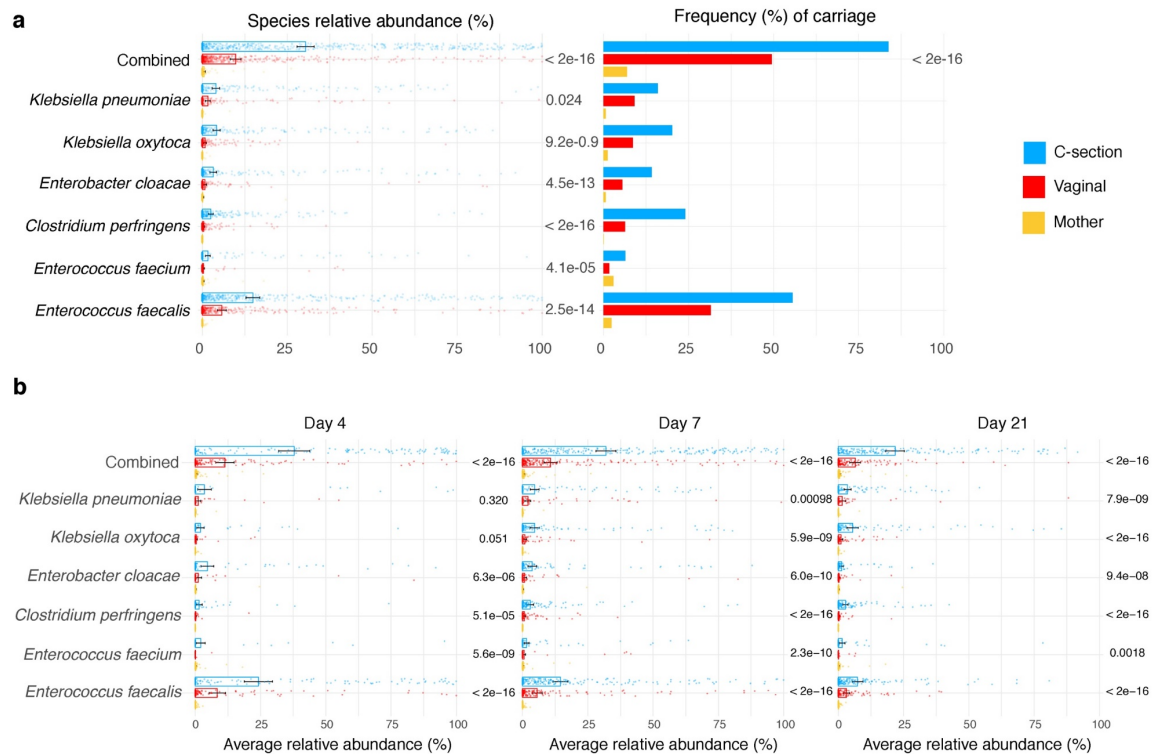 a
Species relative abundance (%)
Frequency (%) of carriage
Combined
< 2e-16
< 2e-16
Klebsiella pneumoniae
0.024
Klebsiella oxytoca
9.2e-0.9
Enterobacter cloacae
4.5e-13
Clostridium perfringens
< 2e-16
Enterococcus faecium
4.1e-05
Enterococcus faecalis
2.5e-14
0 25 50 75 100
0 25 50 75 100
C-section
Vaginal
Mother
b
Day 4
Day 7
Day 21
Combined
< 2e-16
< 2e-16
< 2e-16
Klebsiella pneumoniae
0.320
0.00098
7.9e-09
Klebsiella oxytoca
0.051
5.9e-09
< 2e-16
Enterobacter cloacae
6.3e-06
6.0e-10
9.4e-08
Clostridium perfringens
5.1e-05
< 2e-16
< 2e-16
Enterococcus faecium
5.6e-09
2.3e-10
0.0018
Enterococcus faecalis
<2e-16
< 2e-16
< 2e-16
0 25 50 75 100
0 25 50 75 100
0 25 50 75 100
Average relative abundance (%)
Average relative abundance (%)
Average relative abundance (%)